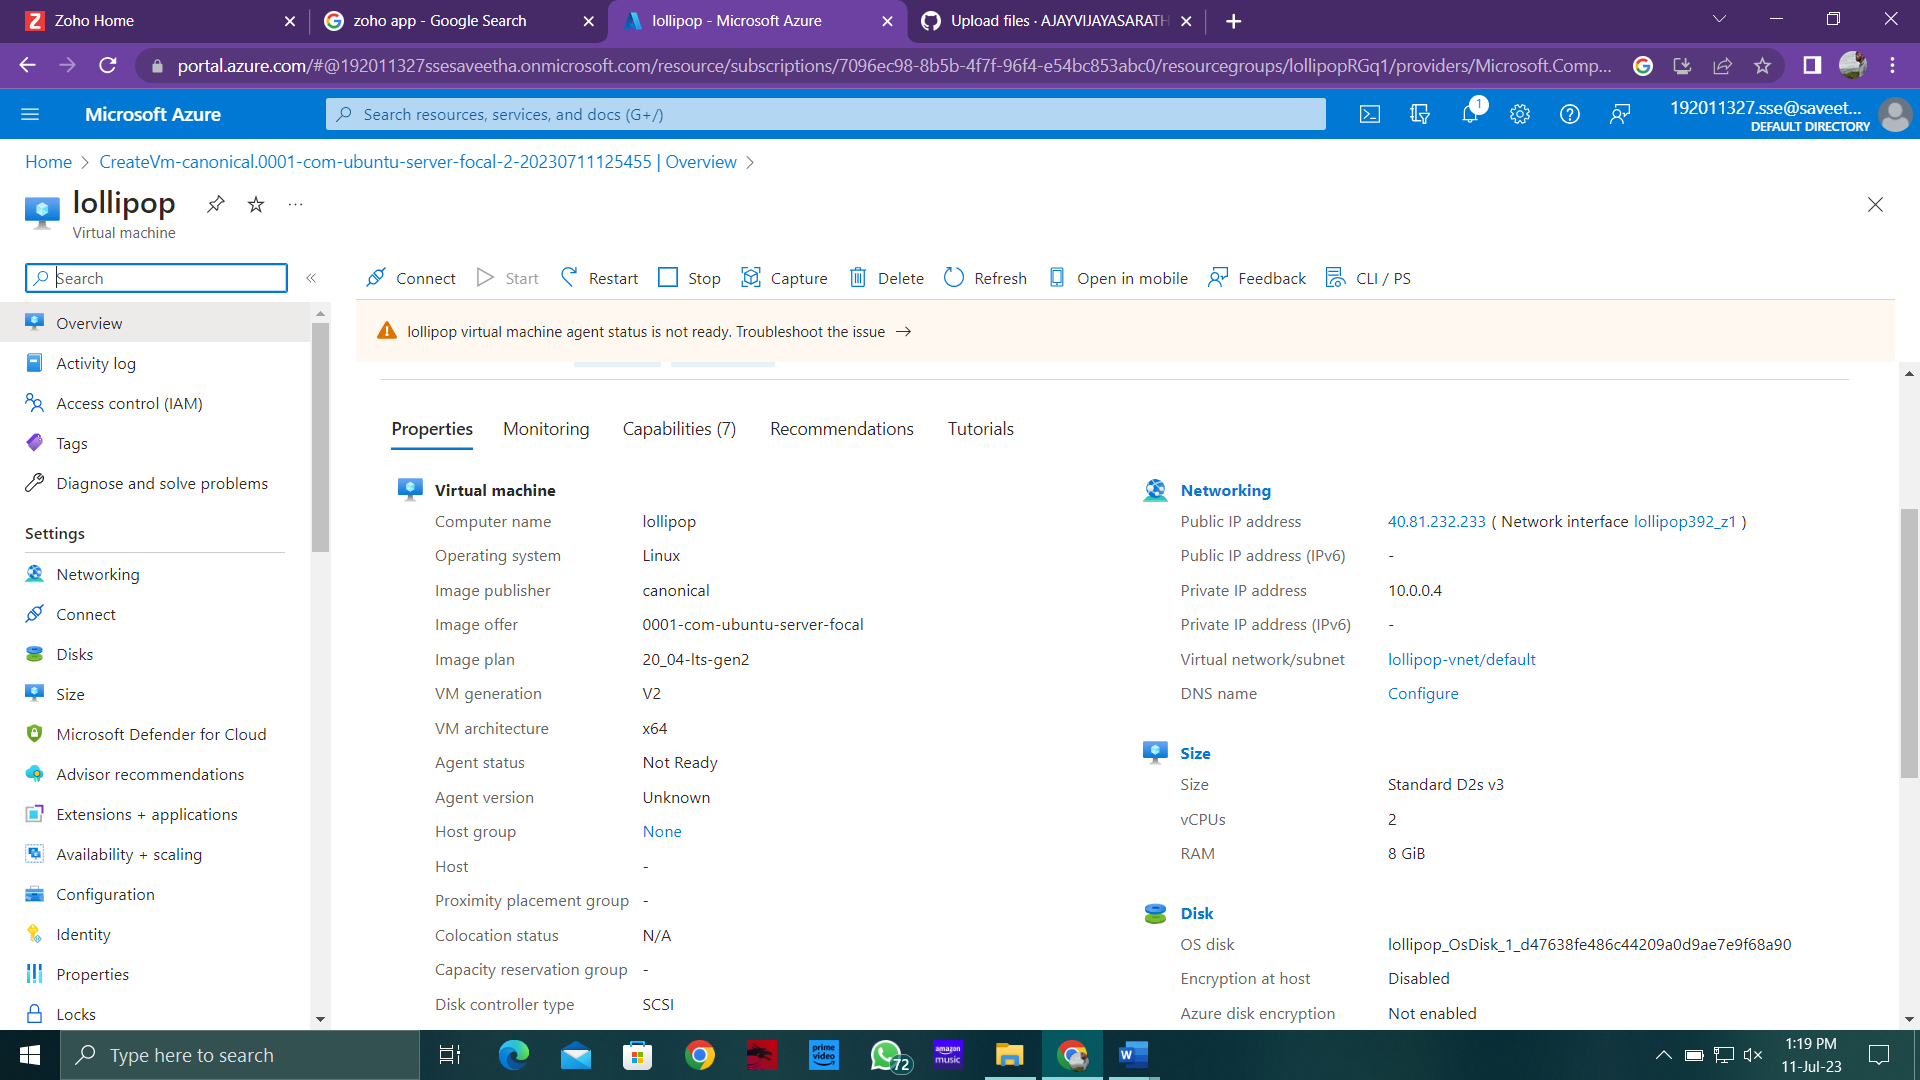 Zoho Home
zoho app - Google Search
lollipop - Microsoft Azure
Upload files · AJAYVIJAYASARATH
portal.azure.com/#@192011327ssesaveetha.onmicrosoft.com/resource/subscriptions/7096ec98-8b5b-4f7f-96f4-e54bc853abc0/resourcegroups/lollipopRGq1/providers/Microsoft.Comp...
Microsoft Azure
Search resources, services, and docs (G+/)
1
192011327.sse@saveet...
DEFAULT DIRECTORY
Home > CreateVm-canonical.0001-com-ubuntu-server-focal-2-20230711125455 | Overview >
lollipop
Virtual machine
Search
Connect Start Restart Stop Capture Delete Refresh Open in mobile Feedback CLI / PS
lollipop virtual machine agent status is not ready. Troubleshoot the issue →
Overview
Activity log
Access control (IAM)
Tags
Diagnose and solve problems
Settings
Networking
Connect
Disks
Size
Microsoft Defender for Cloud
Advisor recommendations
Extensions + applications
Availability + scaling
Configuration
Identity
Properties
Locks
Properties Monitoring Capabilities (7) Recommendations Tutorials
Virtual machine
Computer name lollipop
Operating system Linux
Image publisher canonical
Image offer 0001-com-ubuntu-server-focal
Image plan 20_04-lts-gen2
VM generation V2
VM architecture x64
Agent status Not Ready
Agent version Unknown
Host group None
Host -
Proximity placement group -
Colocation status N/A
Capacity reservation group -
Disk controller type SCSI
Networking
Public IP address 40.81.232.233 ( Network interface lollipop392_z1 )
Public IP address (IPv6) -
Private IP address 10.0.0.4
Private IP address (IPv6) -
Virtual network/subnet lollipop-vnet/default
DNS name Configure
Size
Size Standard D2s v3
vCPUs 2
RAM 8 GiB
Disk
OS disk lollipop_OsDisk_1_d47638fe486c44209a0d9ae7e9f68a90
Encryption at host Disabled
Azure disk encryption Not enabled
Type here to search
prime video
72
amazon music
1:19 PM
11-Jul-23